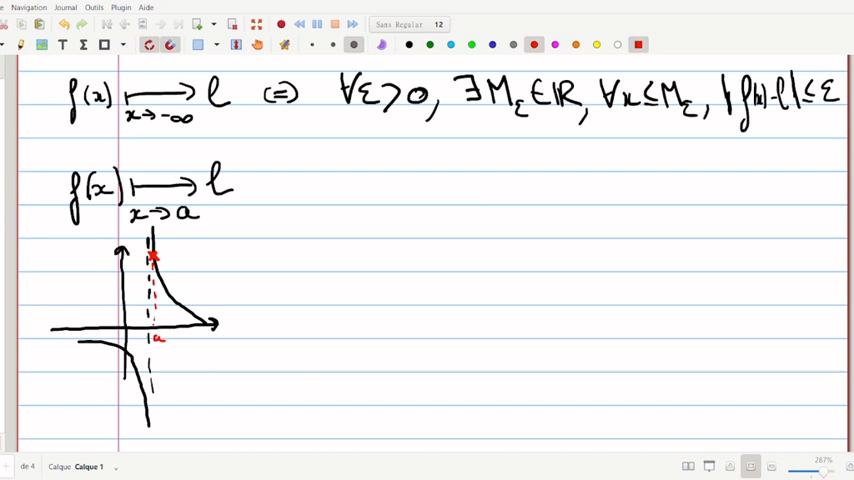 Navigation Journal Outils Plugin Aide
Sans Regular 12
f(x) ⟼ l ⇔ ∀ε>0, ∃M_ε∈ℝ, ∀x≤M_ε, |f(x)-l|≤ε
x→-∞
f(x) ⟼ l
x→a
a
de 4 Calque Calque 1 287%